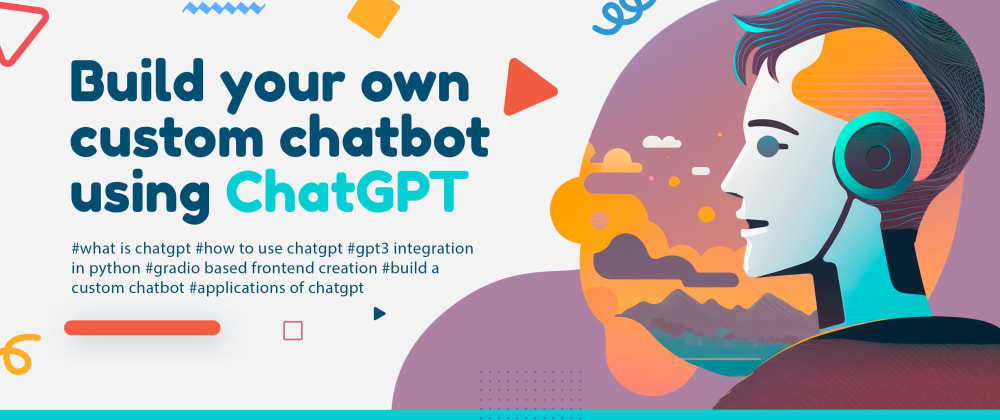 Build your own
custom chatbot
using ChatGPT
#what is chatgpt #how to use chatgpt #gpt3 integration
in python #gradio based frontend creation #build a
custom chatbot #applications of chatgpt